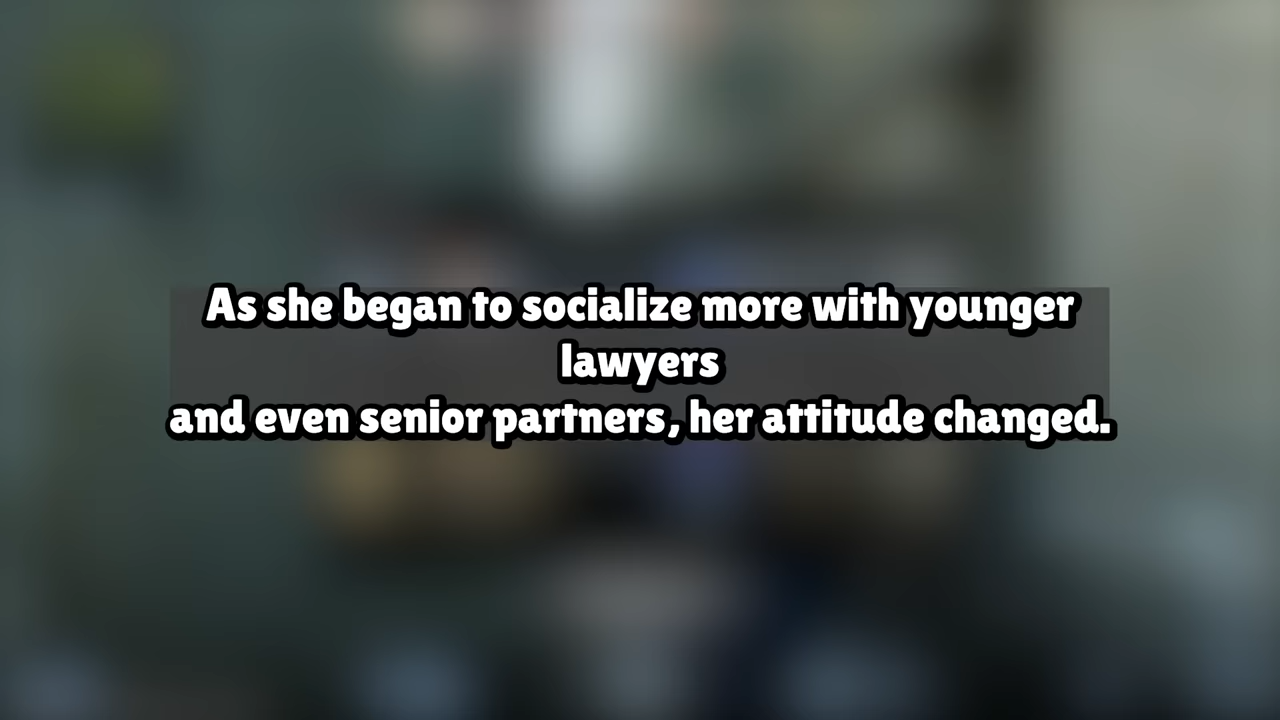 As she began to socialize more with younger
lawyers
and even senior partners, her attitude changed.